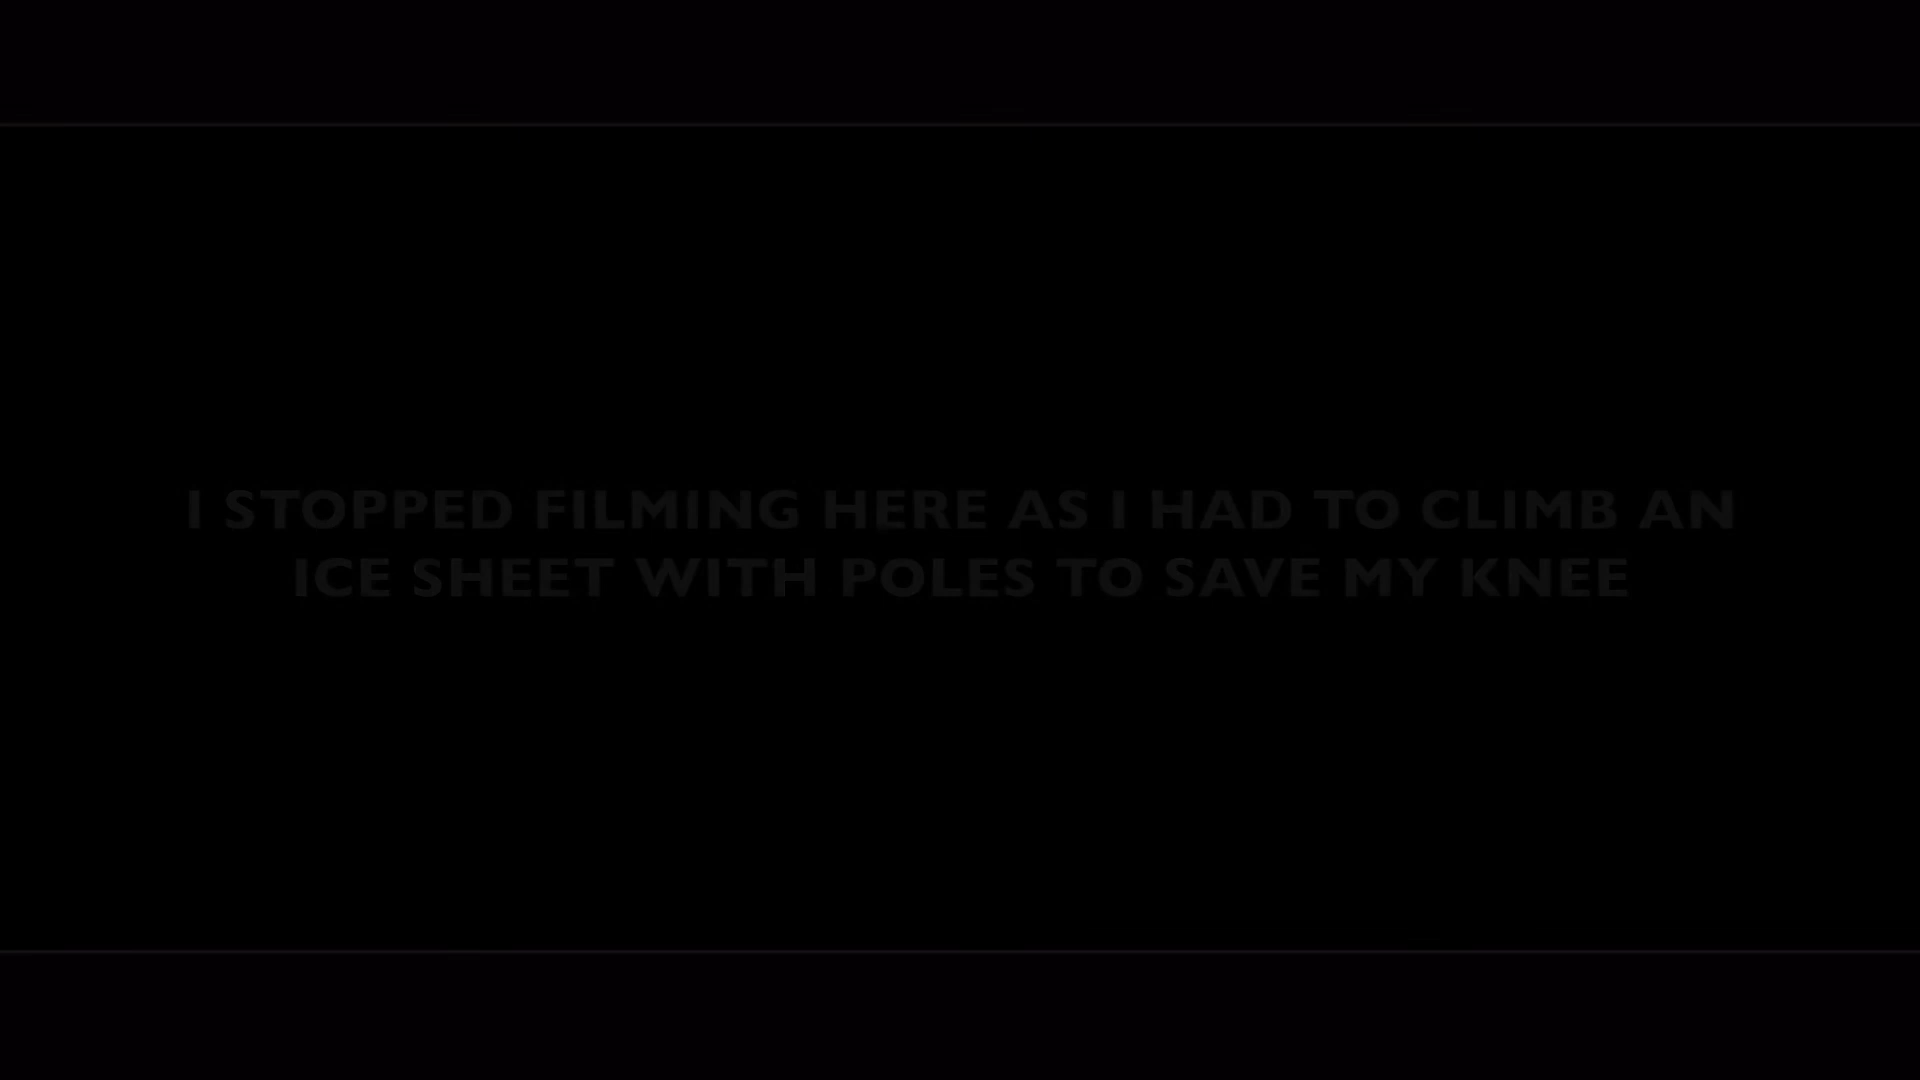 I STOPPED FILMING HERE AS I HAD TO CLIMB AN
ICE SHEET WITH POLES TO SAVE MY KNEE